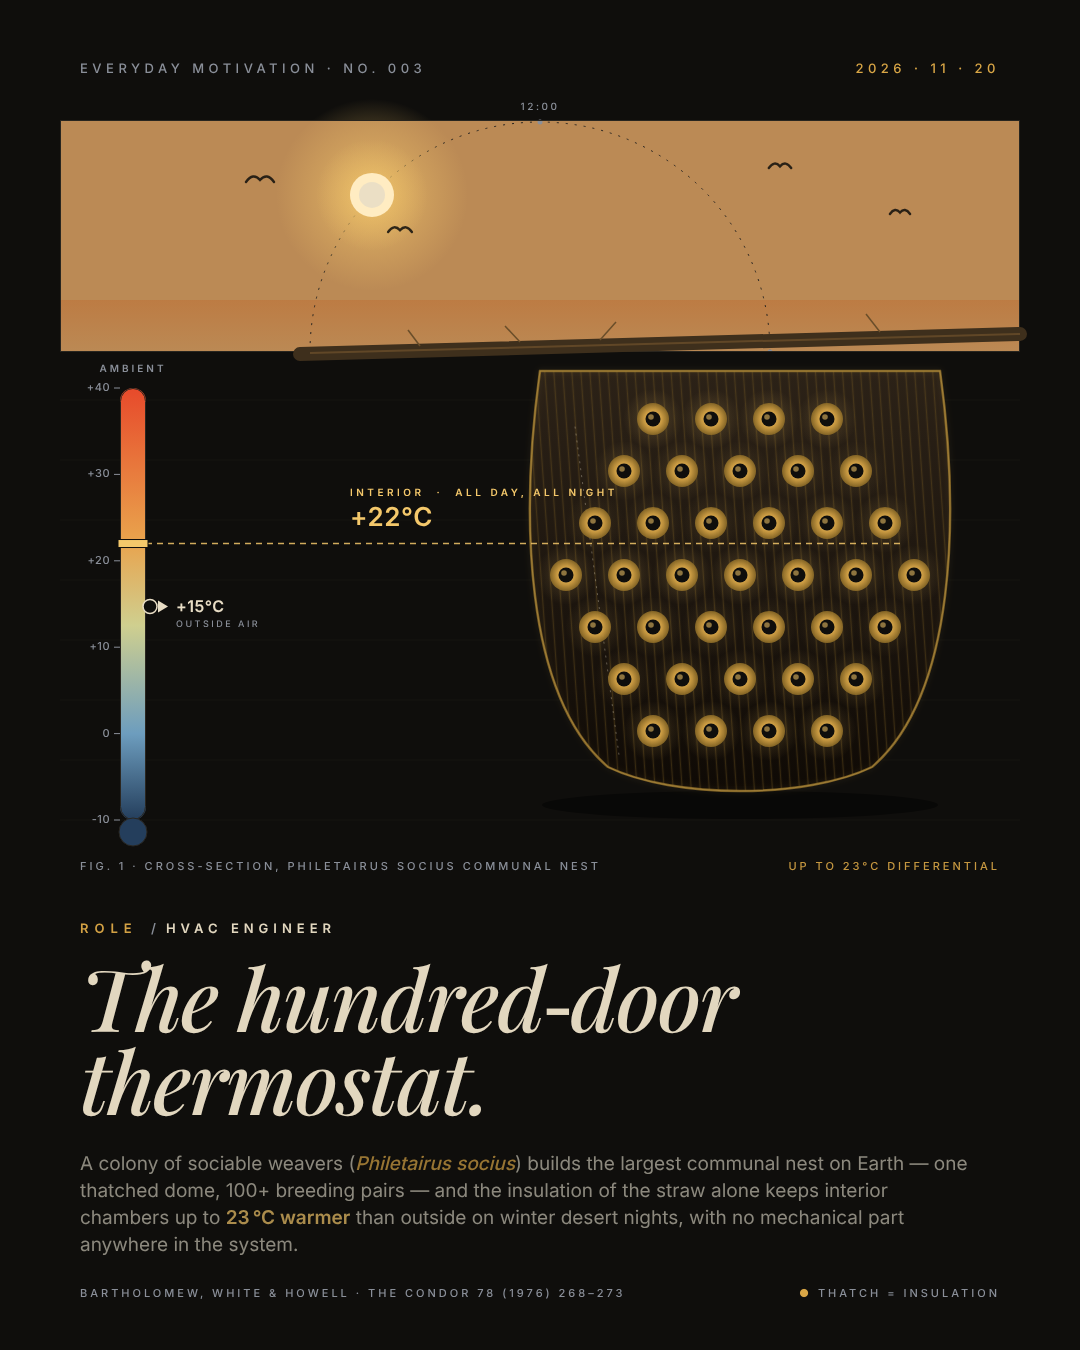 EVERYDAY MOTIVATION · NO. 003
2026 · 11 · 20
12:00
AMBIENT
+40
+30
INTERIOR · ALL DAY, ALL NIGHT
+22°C
+20
+15°C
OUTSIDE AIR
+10
0
-10
FIG. 1 · CROSS-SECTION, PHILETAIRUS SOCIUS COMMUNAL NEST
UP TO 23°C DIFFERENTIAL
ROLE / HVAC ENGINEER
The hundred-door
thermostat.
A colony of sociable weavers (Philetairus socius) builds the largest communal nest on Earth — one
thatched dome, 100+ breeding pairs — and the insulation of the straw alone keeps interior
chambers up to 23 °C warmer than outside on winter desert nights, with no mechanical part
anywhere in the system.
BARTHOLOMEW, WHITE & HOWELL · THE CONDOR 78 (1976) 268–273
THATCH = INSULATION